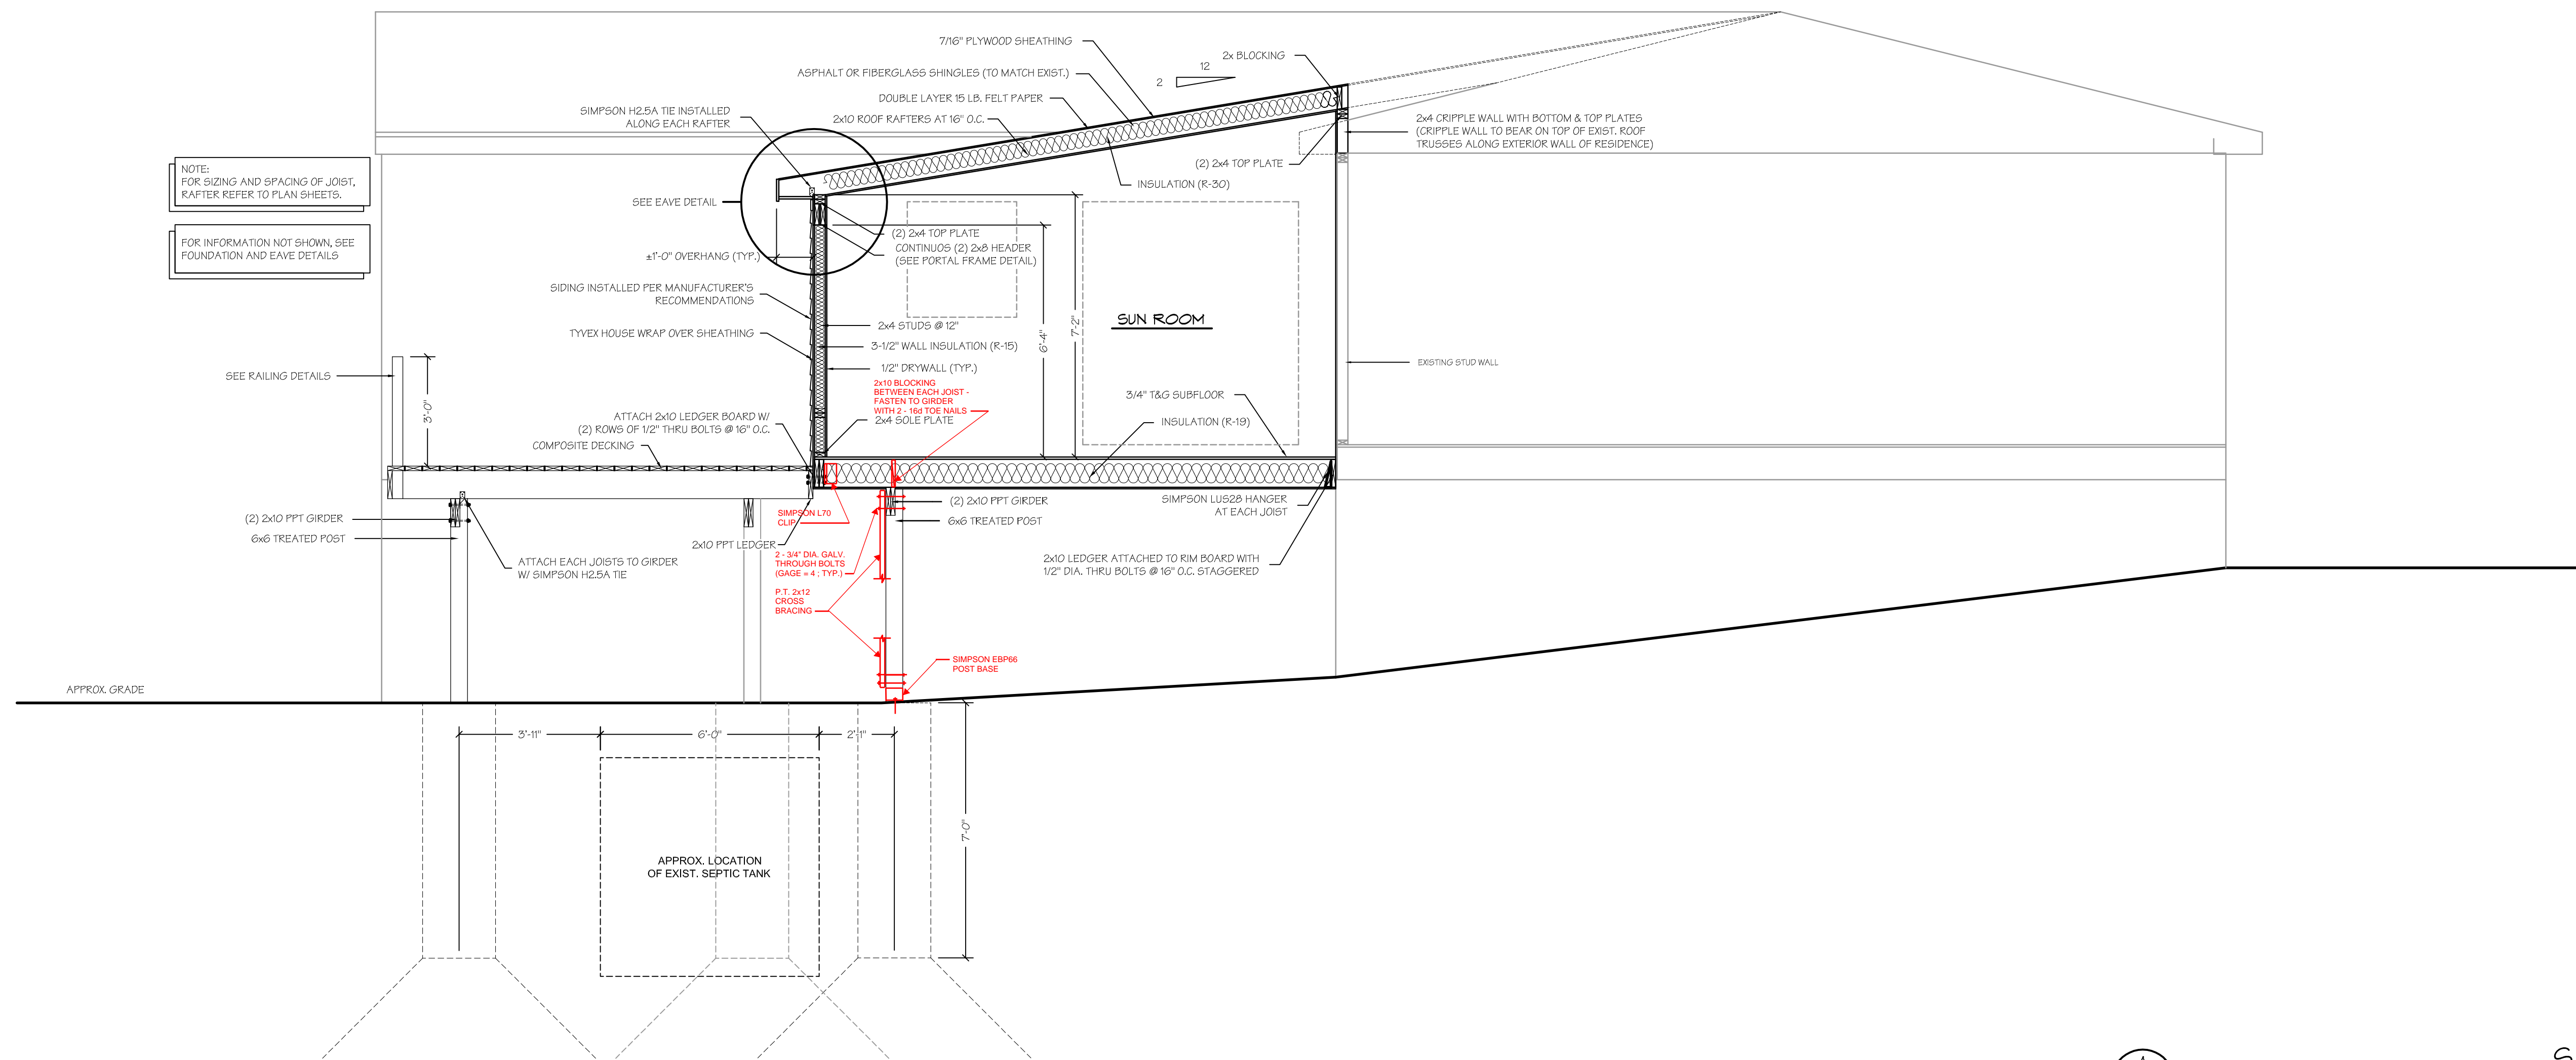 7/16" PLYWOOD SHEATHING
2x BLOCKING
12
2
ASPHALT OR FIBERGLASS SHINGLES (TO MATCH EXIST.)
DOUBLE LAYER 15 LB. FELT PAPER
SIMPSON H2.5A TIE INSTALLED
ALONG EACH RAFTER
2x10 ROOF RAFTERS AT 16" O.C.
2x4 CRIPPLE WALL WITH BOTTOM & TOP PLATES
(CRIPPLE WALL TO BEAR ON TOP OF EXIST. ROOF
TRUSSES ALONG EXTERIOR WALL OF RESIDENCE)
(2) 2x4 TOP PLATE
INSULATION (R-30)
NOTE:
FOR SIZING AND SPACING OF JOIST,
RAFTER REFER TO PLAN SHEETS.
SEE EAVE DETAIL
FOR INFORMATION NOT SHOWN, SEE
FOUNDATION AND EAVE DETAILS
(2) 2x4 TOP PLATE
CONTINUOS (2) 2x8 HEADER
(SEE PORTAL FRAME DETAIL)
±1'-0" OVERHANG (TYP.)
SIDING INSTALLED PER MANUFACTURER'S
RECOMMENDATIONS
SUN ROOM
2x4 STUDS @ 12"
6'-4"
7'-2"
TYVEX HOUSE WRAP OVER SHEATHING
3-1/2" WALL INSULATION (R-15)
1/2" DRYWALL (TYP.)
EXISTING STUD WALL
SEE RAILING DETAILS
3'-0"
2x10 BLOCKING
BETWEEN EACH JOIST -
FASTEN TO GIRDER
WITH 2 - 16d TOE NAILS
2x4 SOLE PLATE
3/4" T&G SUBFLOOR
INSULATION (R-19)
ATTACH 2x10 LEDGER BOARD W/
(2) ROWS OF 1/2" THRU BOLTS @ 16" O.C.
COMPOSITE DECKING
(2) 2x10 PPT GIRDER
6x6 TREATED POST
SIMPSON LUS28 HANGER
AT EACH JOIST
SIMPSON L70
CLIP
(2) 2x10 PPT GIRDER
6x6 TREATED POST
2x10 PPT LEDGER
ATTACH EACH JOISTS TO GIRDER
W/ SIMPSON H2.5A TIE
2 - 3/4" DIA. GALV.
THROUGH BOLTS
(GAGE = 4 ; TYP.)
2x10 LEDGER ATTACHED TO RIM BOARD WITH
1/2" DIA. THRU BOLTS @ 16" O.C. STAGGERED
P.T. 2x12
CROSS
BRACING
SIMPSON EBP66
POST BASE
APPROX. GRADE
3'-11"
6'-0"
2'-1"
7'-0"
APPROX. LOCATION
OF EXIST. SEPTIC TANK